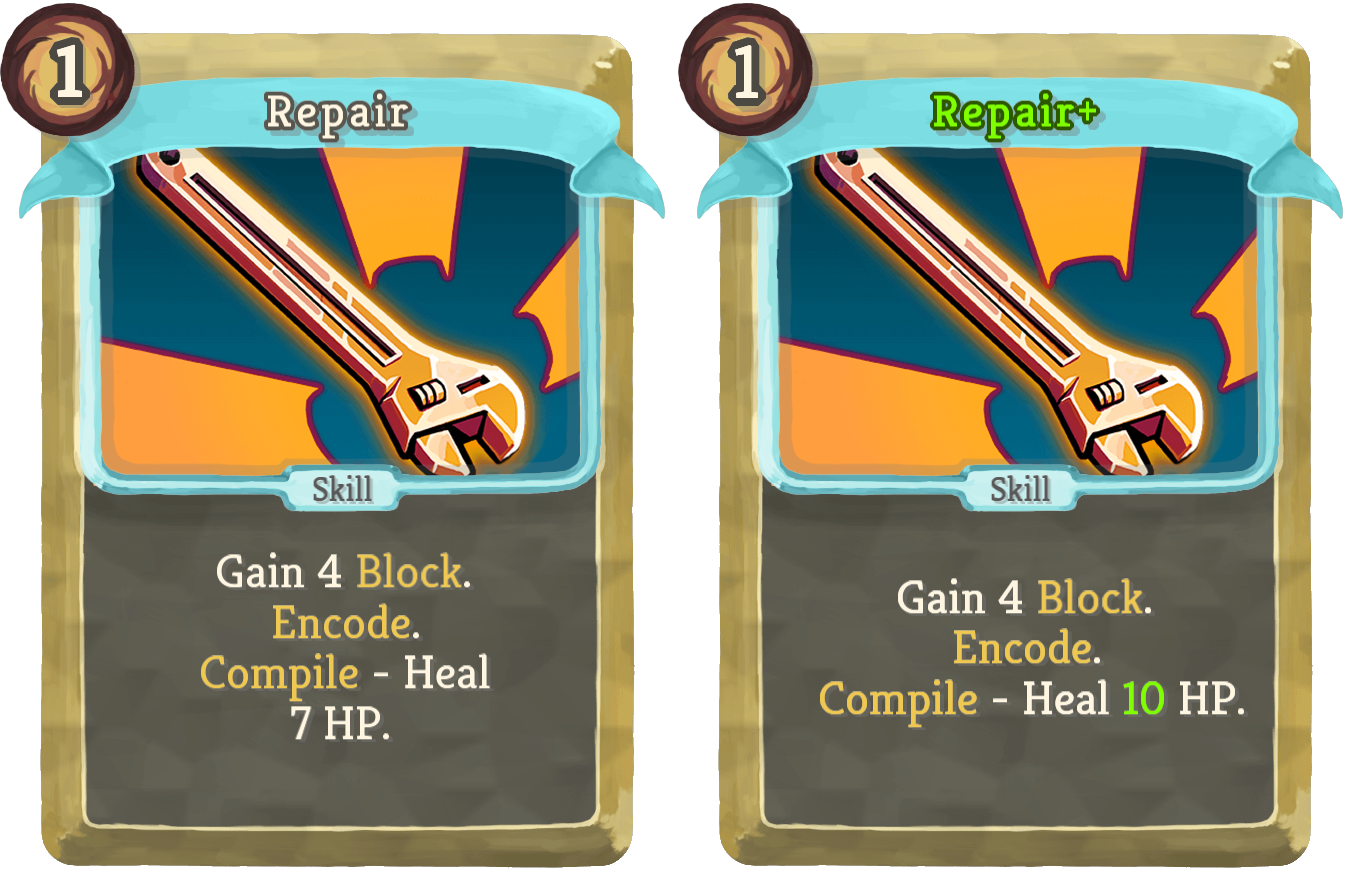 1
Repair
Skill
Gain 4 Block.
Encode.
Compile - Heal
7 HP.
1
Repair+
Skill
Gain 4 Block.
Encode.
Compile - Heal 10 HP.